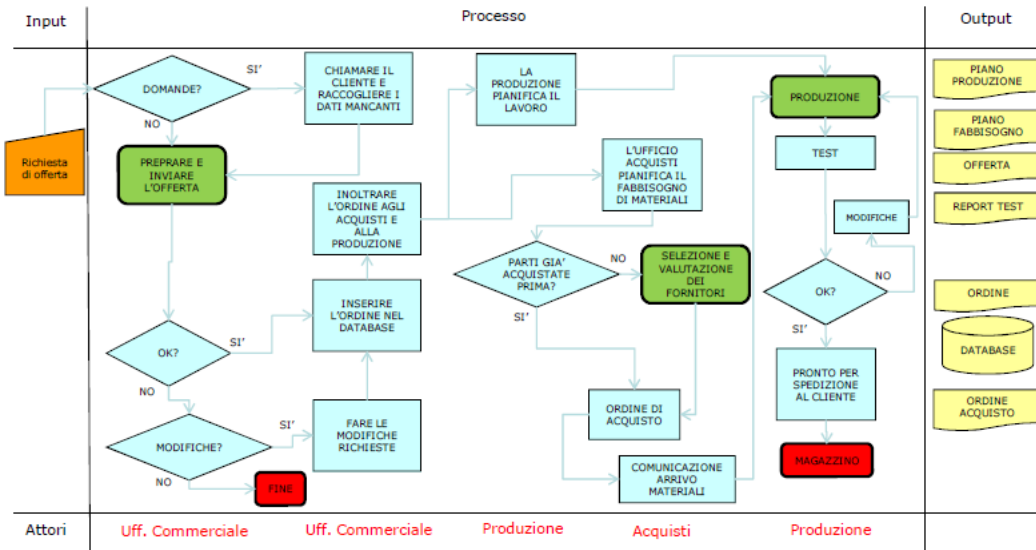 Input
Processo
Output
DOMANDE?
SI'
NO
CHIAMARE IL
CLIENTE E
RACCOGLIERE I
DATI MANCANTI
Richiesta
di offerta
PREPRARE E
INVIARE
L'OFFERTA
INOLTRARE
L'ORDINE AGLI
ACQUISTI E
ALLA
PRODUZIONE
INSERIRE
L'ORDINE NEL
DATABASE
OK?
SI'
NO
MODIFICHE?
SI'
NO
FARE LE
MODIFICHE
RICHIESTE
FINE
LA
PRODUZIONE
PIANIFICA IL
LAVORO
L'UFFICIO
ACQUISTI
PIANIFICA IL
FABBISOGNO
DI MATERIALI
PARTI GIA'
ACQUISTATE
PRIMA?
NO
SI'
SELEZIONE E
VALUTAZIONE
DEI
FORNITORI
ORDINE DI
ACQUISTO
COMUNICAZIONE
ARRIVO
MATERIALI
PRODUZIONE
TEST
MODIFICHE
OK?
NO
SI'
PRONTO PER
SPEDIZIONE
AL CLIENTE
MAGAZZINO
PIANO
PRODUZIONE
PIANO
FABBISOGNO
OFFERTA
REPORT TEST
ORDINE
DATABASE
ORDINE
ACQUISTO
Attori
Uff. Commerciale
Uff. Commerciale
Produzione
Acquisti
Produzione